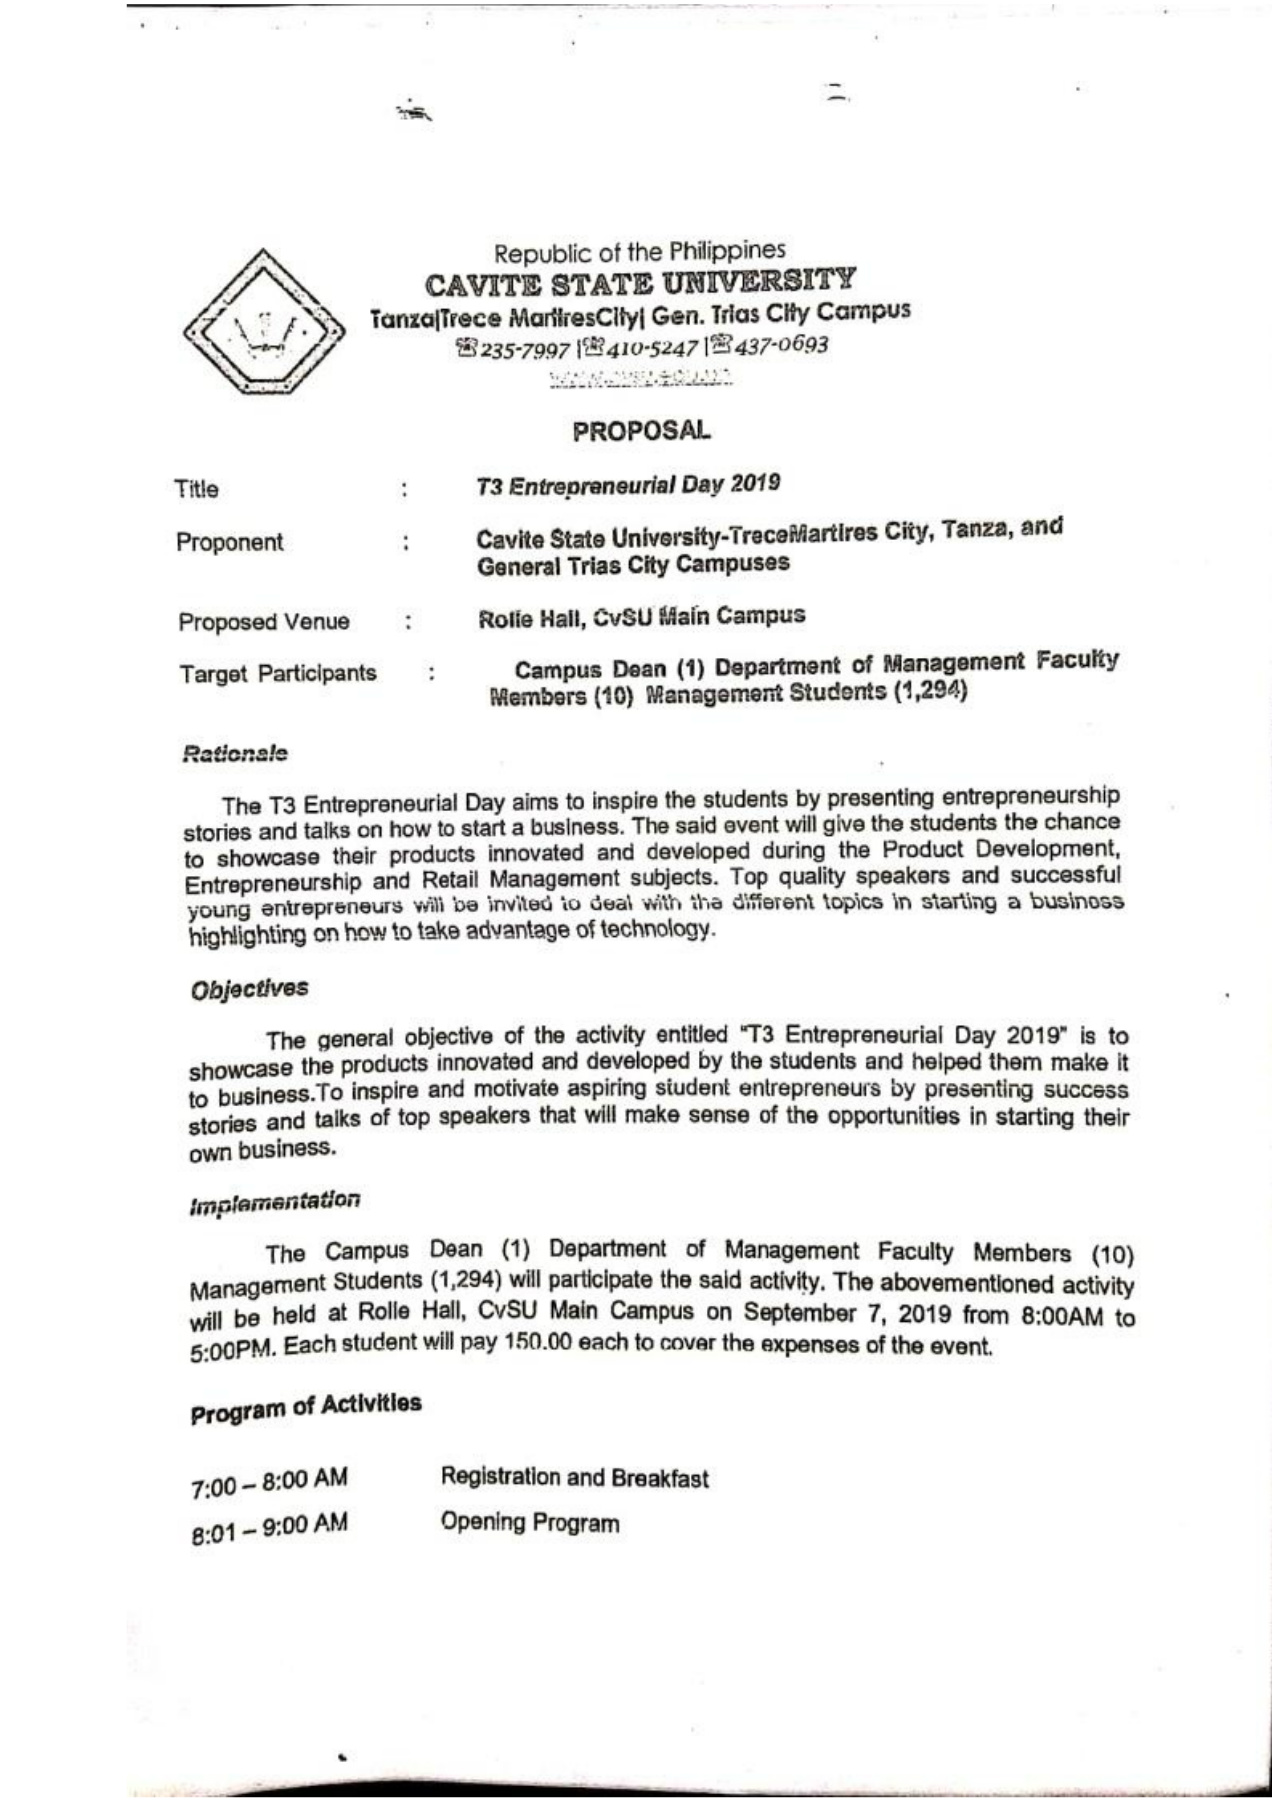 Republic of the Philippines
CAVITE STATE UNIVERSITY
Tanza|Trece MartiresCity| Gen. Trias City Campus
☎235-7997 |☎410-5247 |☎437-0693
PROPOSAL
Title : T3 Entrepreneurial Day 2019
Proponent : Cavite State University-TreceMartires City, Tanza, and
General Trias City Campuses
Proposed Venue : Rolle Hall, CvSU Main Campus
Target Participants : Campus Dean (1) Department of Management Faculty
Members (10) Management Students (1,294)
Rationale
The T3 Entrepreneurial Day aims to inspire the students by presenting entrepreneurship
stories and talks on how to start a business. The said event will give the students the chance
to showcase their products innovated and developed during the Product Development,
Entrepreneurship and Retail Management subjects. Top quality speakers and successful
young entrepreneurs will be invited to deal with the different topics in starting a business
highlighting on how to take advantage of technology.
Objectives
The general objective of the activity entitled "T3 Entrepreneurial Day 2019" is to
showcase the products innovated and developed by the students and helped them make it
to business.To inspire and motivate aspiring student entrepreneurs by presenting success
stories and talks of top speakers that will make sense of the opportunities in starting their
own business.
Implementation
The Campus Dean (1) Department of Management Faculty Members (10)
Management Students (1,294) will participate the said activity. The abovementioned activity
will be held at Rolle Hall, CvSU Main Campus on September 7, 2019 from 8:00AM to
5:00PM. Each student will pay 150.00 each to cover the expenses of the event.
Program of Activities
7:00 – 8:00 AM Registration and Breakfast
8:01 – 9:00 AM Opening Program